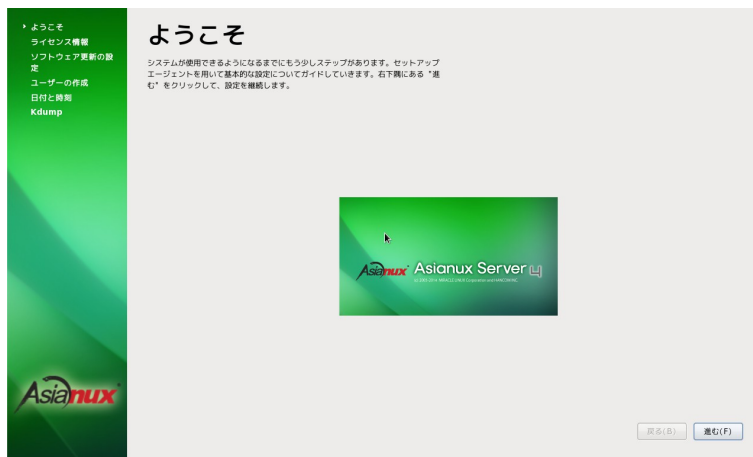 ようこそ
ライセンス情報
ソフトウェア更新の設
定
ユーザーの作成
日付と時刻
Kdump
ようこそ
システムが使用できるようになるまでにもう少しステップがあります。セットアップ
エージェントを用いて基本的な設定についてガイドしていきます。右下隅にある "進
む" をクリックして、設定を継続します。
Asianux Asianux Server 4
Asianux
戻る(B)
進む(F)